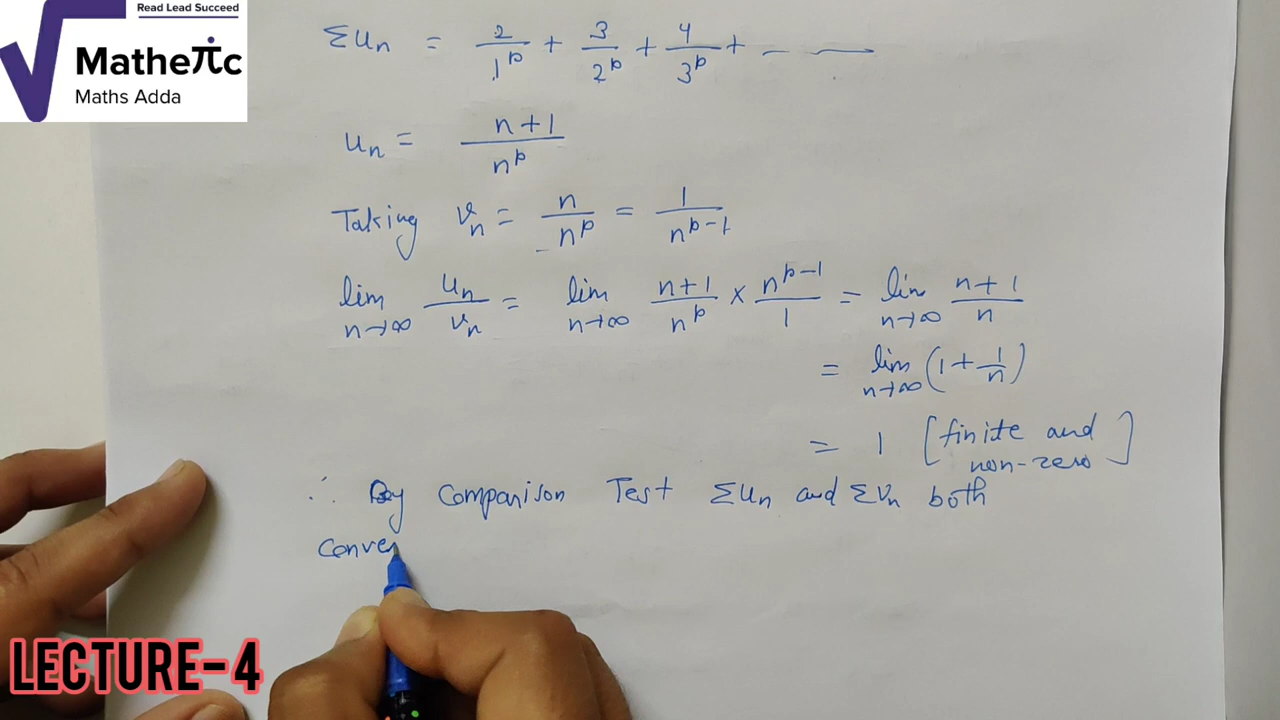 Read Lead Succeed
Matheπc
Maths Adda
Σuₙ = 2/1^p + 3/2^p + 4/3^p + – ——
uₙ = (n+1)/n^p
Taking vₙ = n/n^p = 1/n^(p-1)
lim n→∞ uₙ/vₙ = lim n→∞ (n+1)/n^p × n^(p-1)/1 = lim n→∞ (n+1)/n
= lim n→∞ (1 + 1/n)
= 1 [finite and
non-zero]
∴ By Comparison Test Σuₙ and Σvₙ both
Conve
LECTURE-4